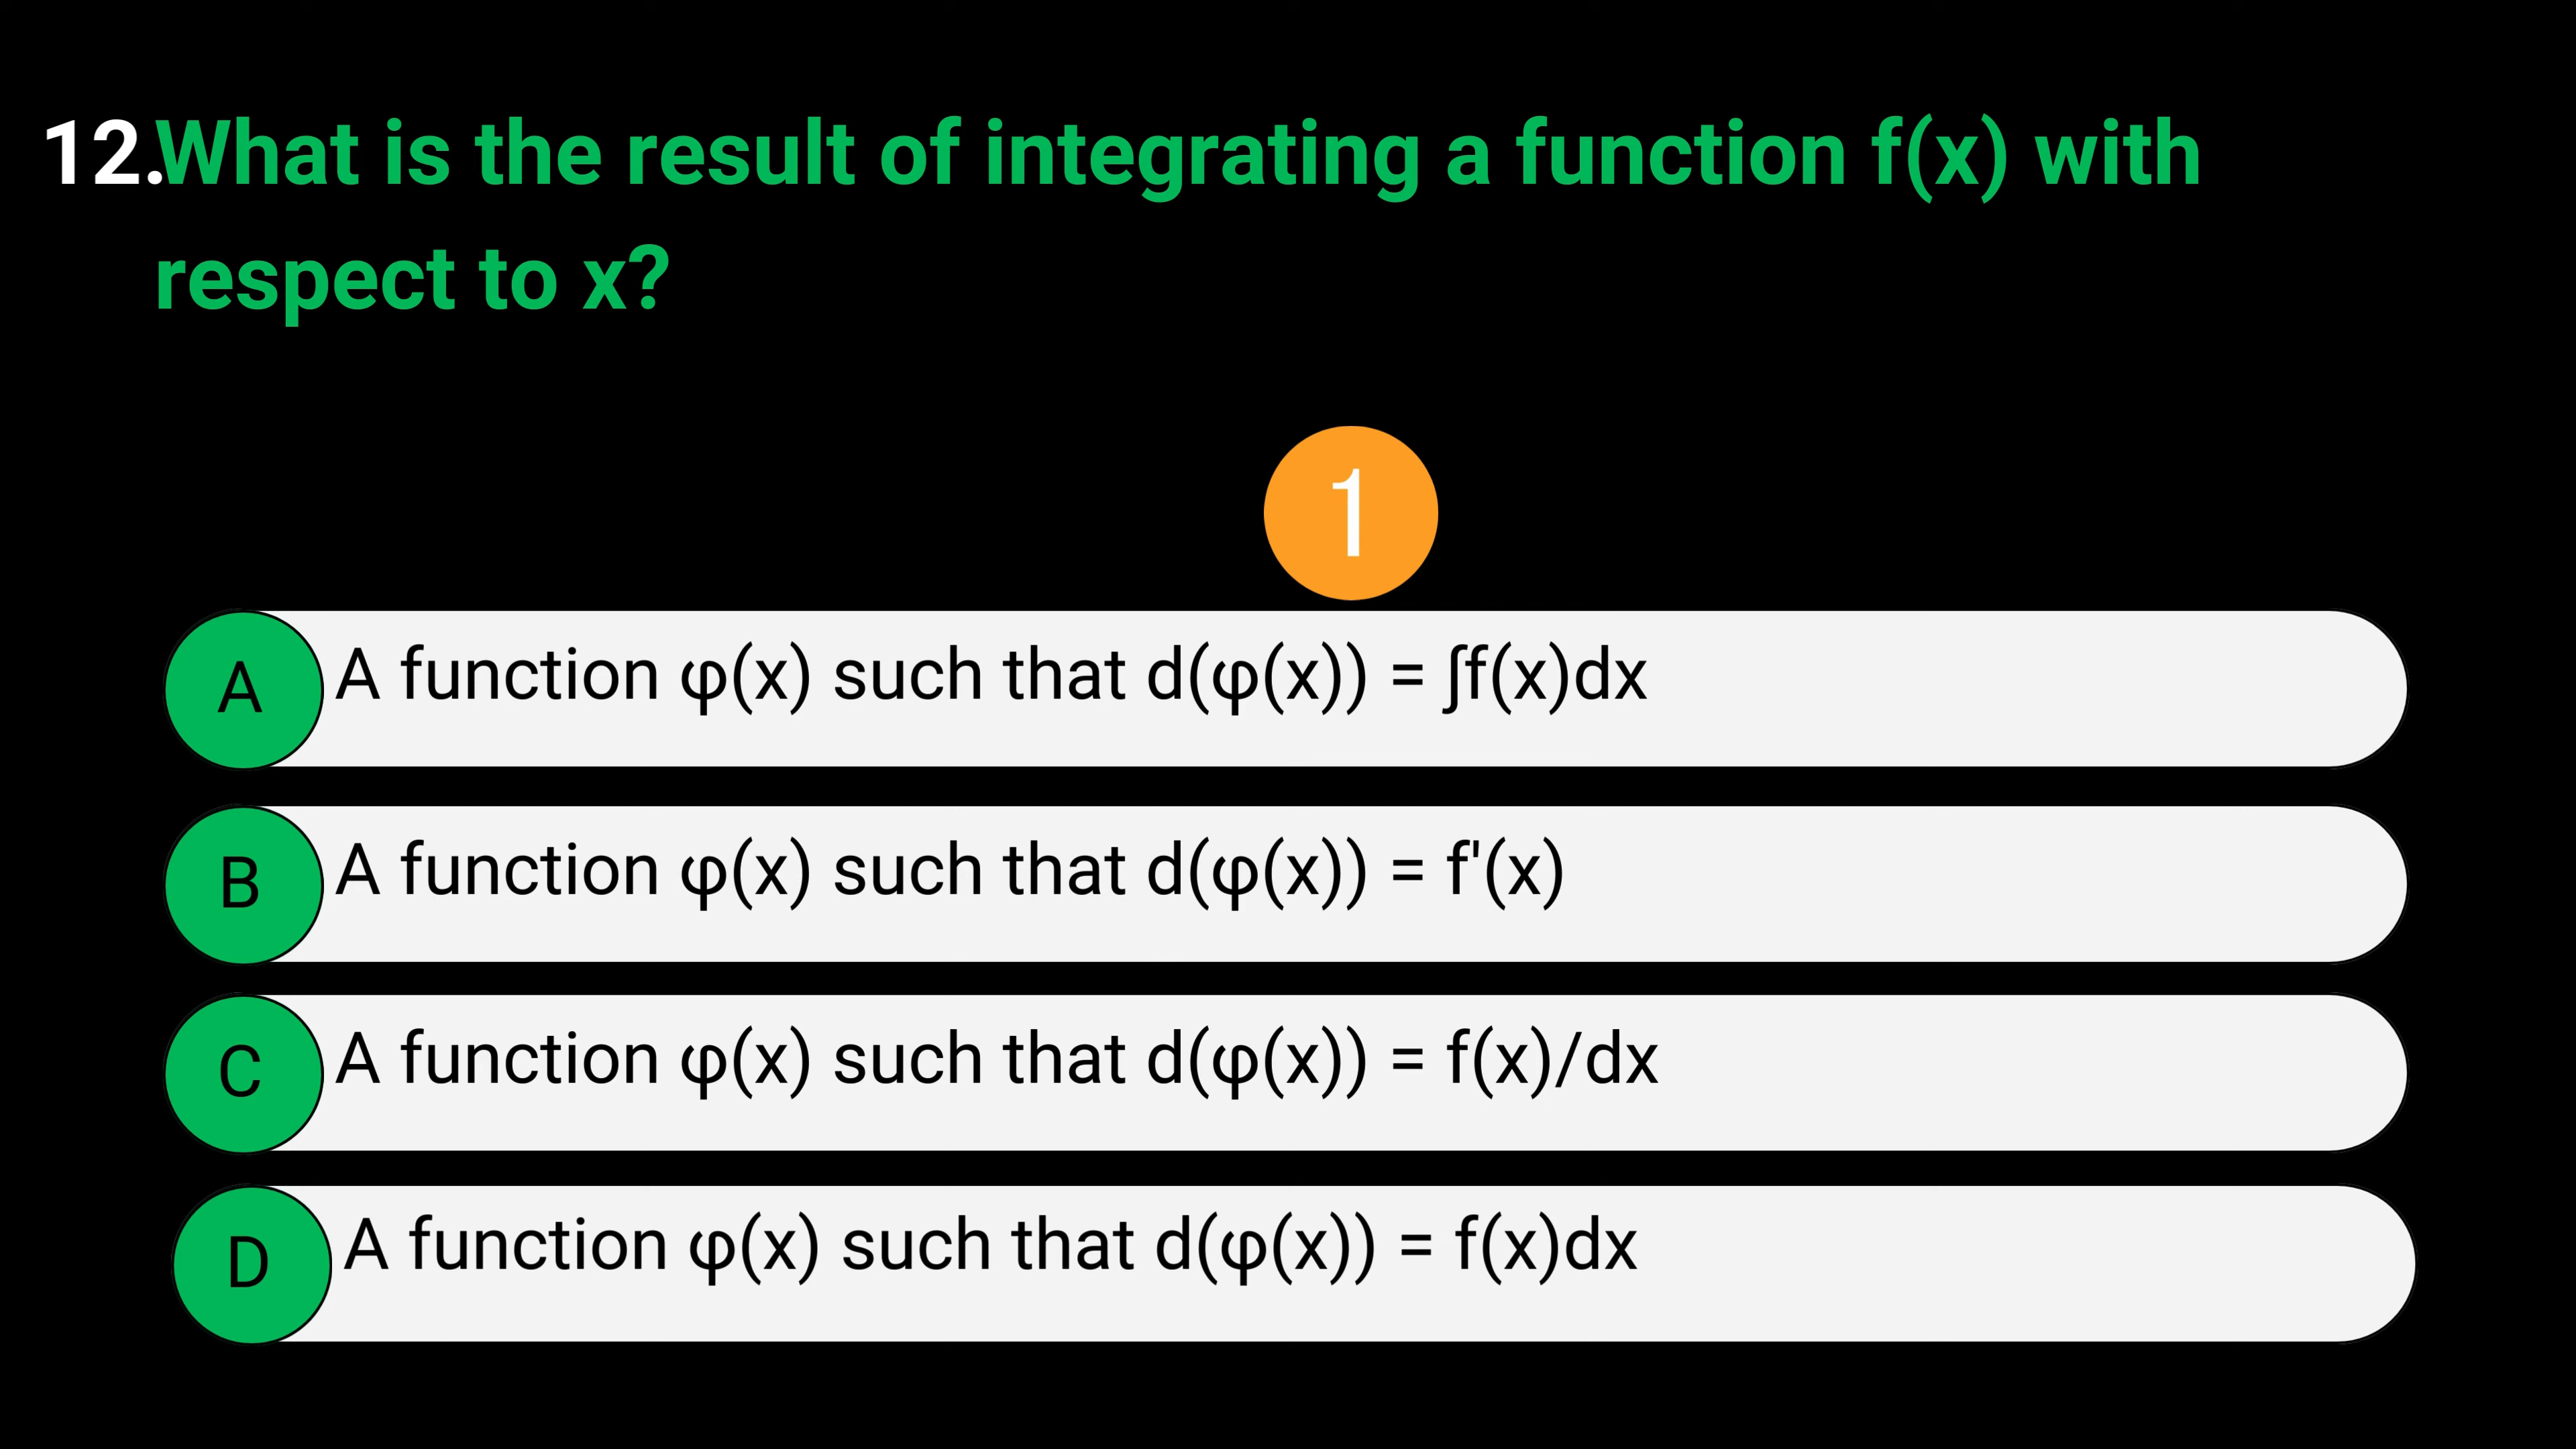 12.What is the result of integrating a function f(x) with
respect to x?
1
A A function φ(x) such that d(φ(x)) = ∫f(x)dx
B A function φ(x) such that d(φ(x)) = f'(x)
C A function φ(x) such that d(φ(x)) = f(x)/dx
D A function φ(x) such that d(φ(x)) = f(x)dx